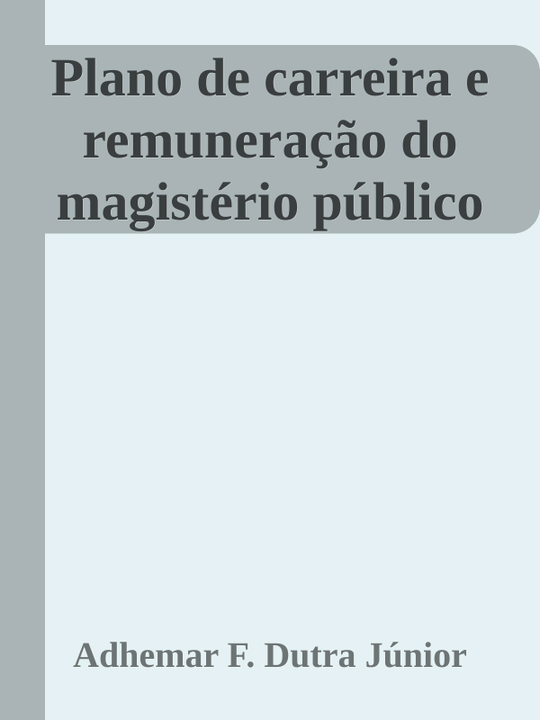 Plano de carreira e
remuneração do
magistério público
Adhemar F. Dutra Júnior